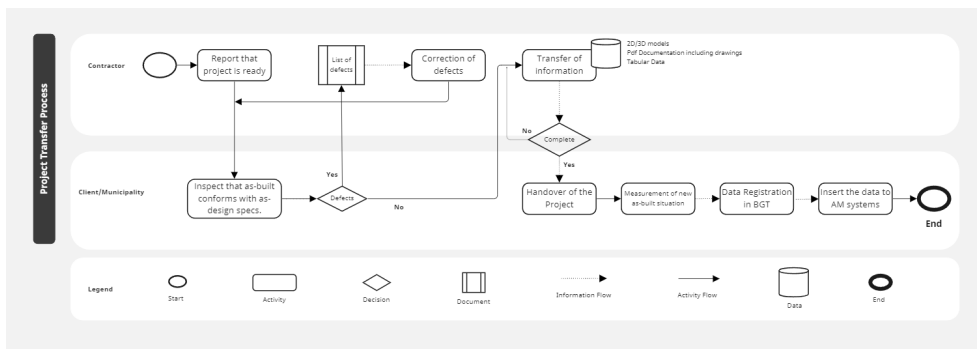 Project Transfer Process
Contractor
Report that
project is ready
List of
defects
Correction of
defects
Transfer of
information
2D/3D models
Pdf Documentation including drawings
Tabular Data
No
Complete
Yes
Client/Municipality
Inspect that as-built
conforms with as-
design specs.
Yes
Defects
No
Handover of the
Project
Measurement of new
as-built situation
Data Registration
in BGT
Insert the data to
AM systems
End
Legend
Start
Activity
Decision
Document
Information Flow
Activity Flow
Data
End